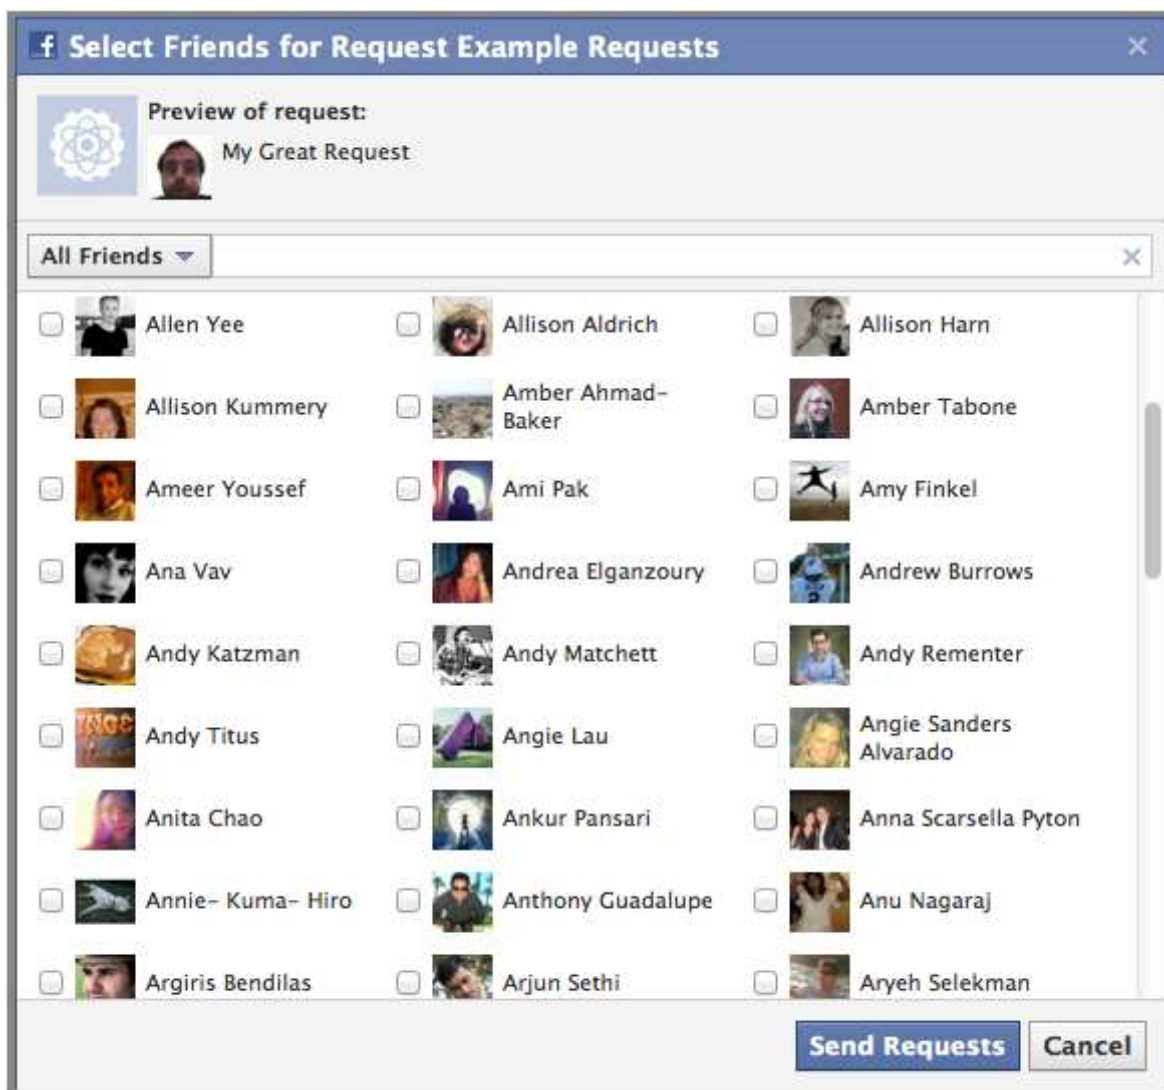 f Select Friends for Request Example Requests
Preview of request:
My Great Request
All Friends
Allen Yee
Allison Aldrich
Allison Harn
Allison Kummery
Amber Ahmad-
Baker
Amber Tabone
Ameer Youssef
Ami Pak
Amy Finkel
Ana Vav
Andrea Elganzoury
Andrew Burrows
Andy Katzman
Andy Matchett
Andy Rementer
Andy Titus
Angie Lau
Angie Sanders
Alvarado
Anita Chao
Ankur Pansari
Anna Scarsella Pyton
Annie- Kuma- Hiro
Anthony Guadalupe
Anu Nagaraj
Argiris Bendilas
Arjun Sethi
Aryeh Selekman
Send Requests
Cancel